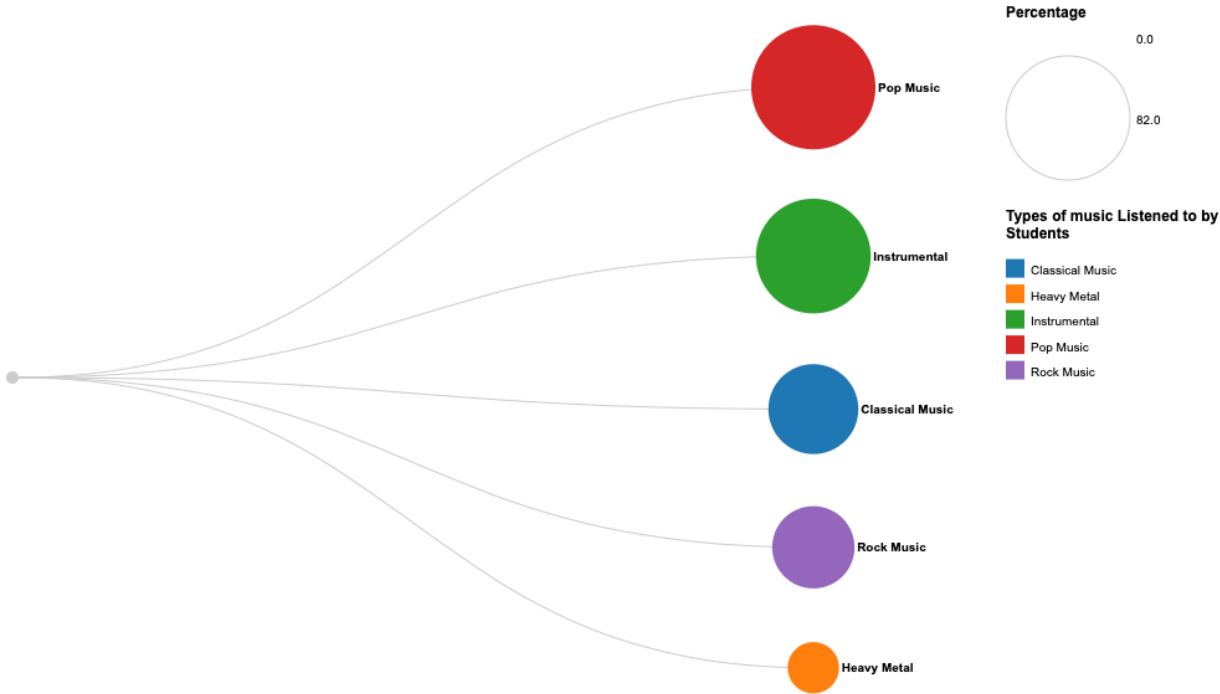 Percentage
0.0
82.0
Pop Music
Types of music Listened to by
Students
Instrumental
Classical Music
Heavy Metal
Instrumental
Pop Music
Rock Music
Classical Music
Rock Music
Heavy Metal